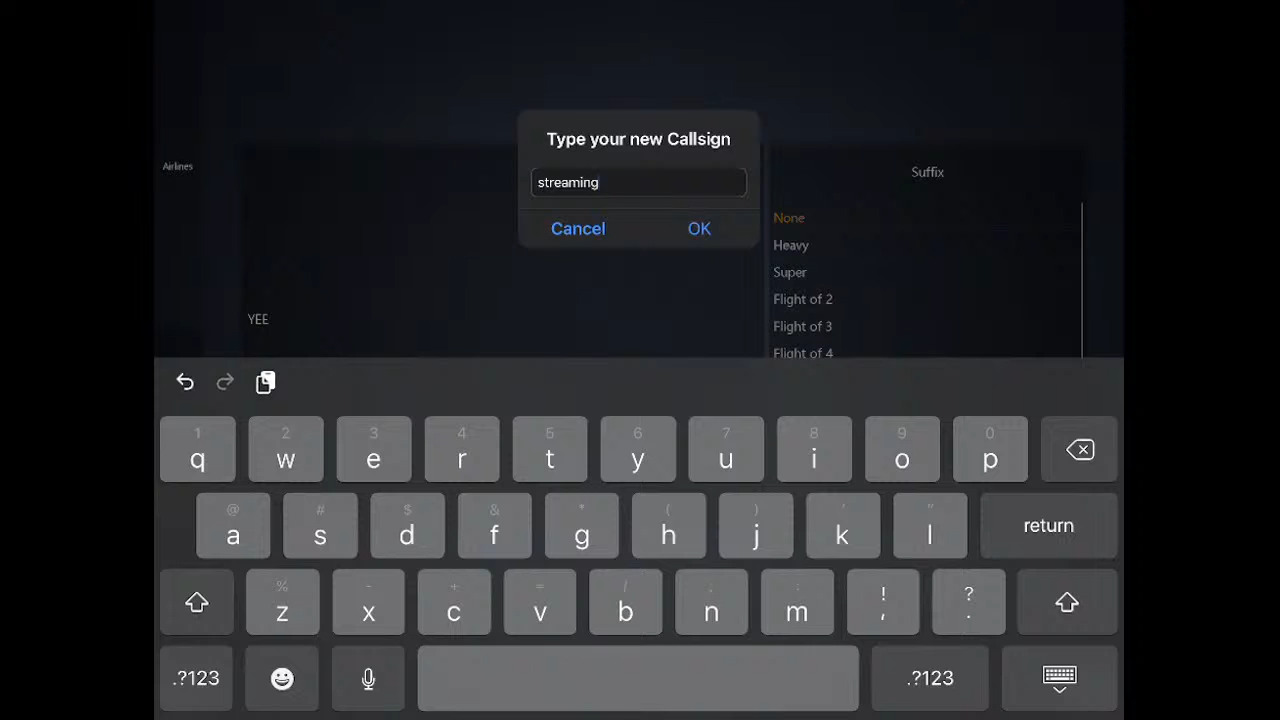 Type your new Callsign
streaming
Cancel OK
Airlines
YEE
Suffix
None
Heavy
Super
Flight of 2
Flight of 3
Flight of 4
1 2 3 4 5 6 7 8 9 0
q w e r t y u i o p
@ # $ & * ( ) ' "
a s d f g h j k l return
% - + = / ; : ! ?
z x c v b n m , .
.?123 .?123